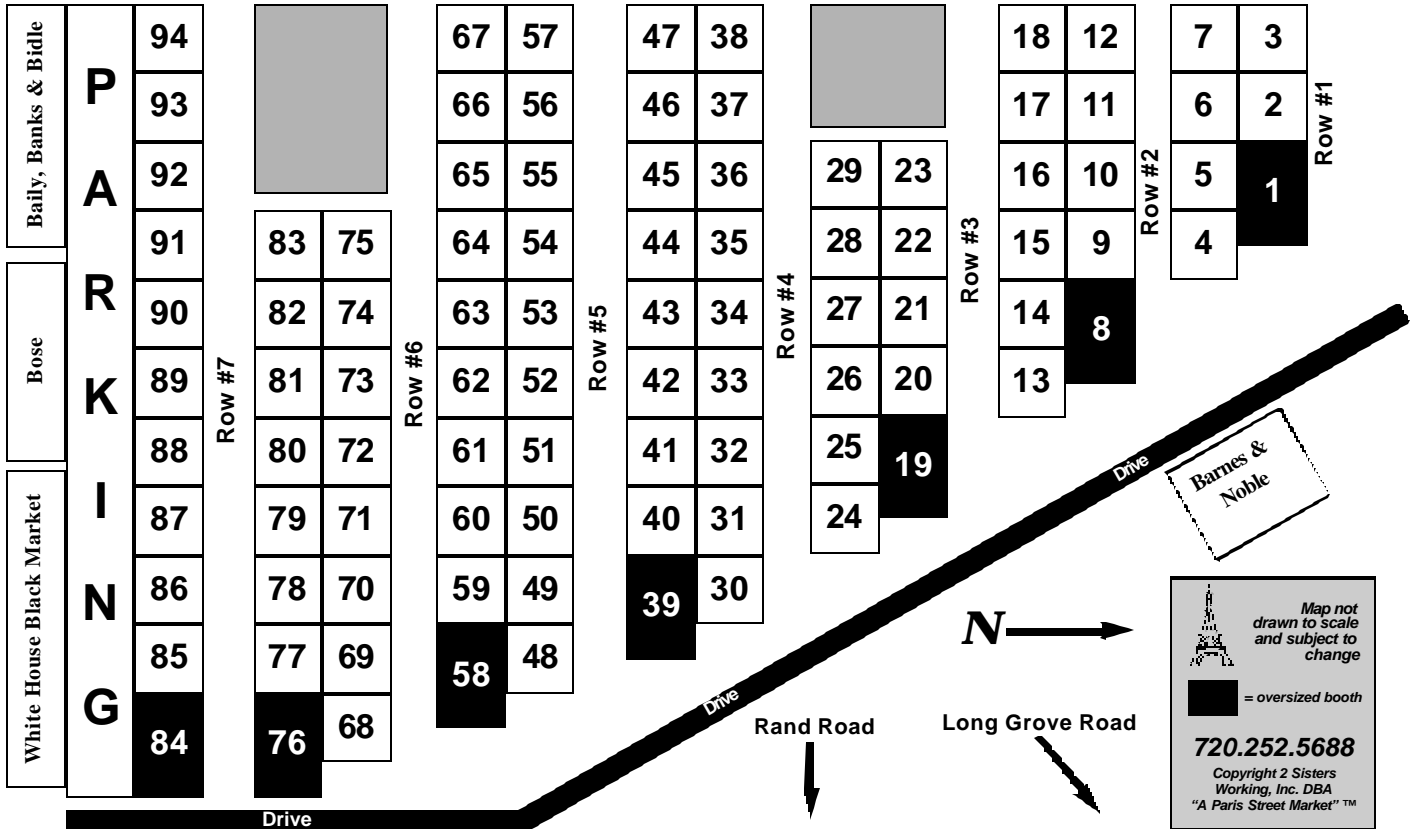 Baily, Banks & Bidle
Bose
White House Black Market
PARKING
94
93
92
91
90
89
88
87
86
85
84
Row #7
83 75
82 74
81 73
80 72
79 71
78 70
77 69
76 68
Row #6
67 57
66 56
65 55
64 54
63 53
62 52
61 51
60 50
59 49
58 48
Row #5
47 38
46 37
45 36
44 35
43 34
42 33
41 32
40 31
39 30
Row #4
29 23
28 22
27 21
26 20
25 19
24
Row #3
18 12
17 11
16 10
15 9
14 8
13
Row #2
7 3
6 2
5 1
4
Row #1
Drive
Drive
Drive
Barnes &
Noble
N
Rand Road
Long Grove Road
Map not
drawn to scale
and subject to
change
= oversized booth
720.252.5688
Copyright 2 Sisters
Working, Inc. DBA
“A Paris Street Market” ™